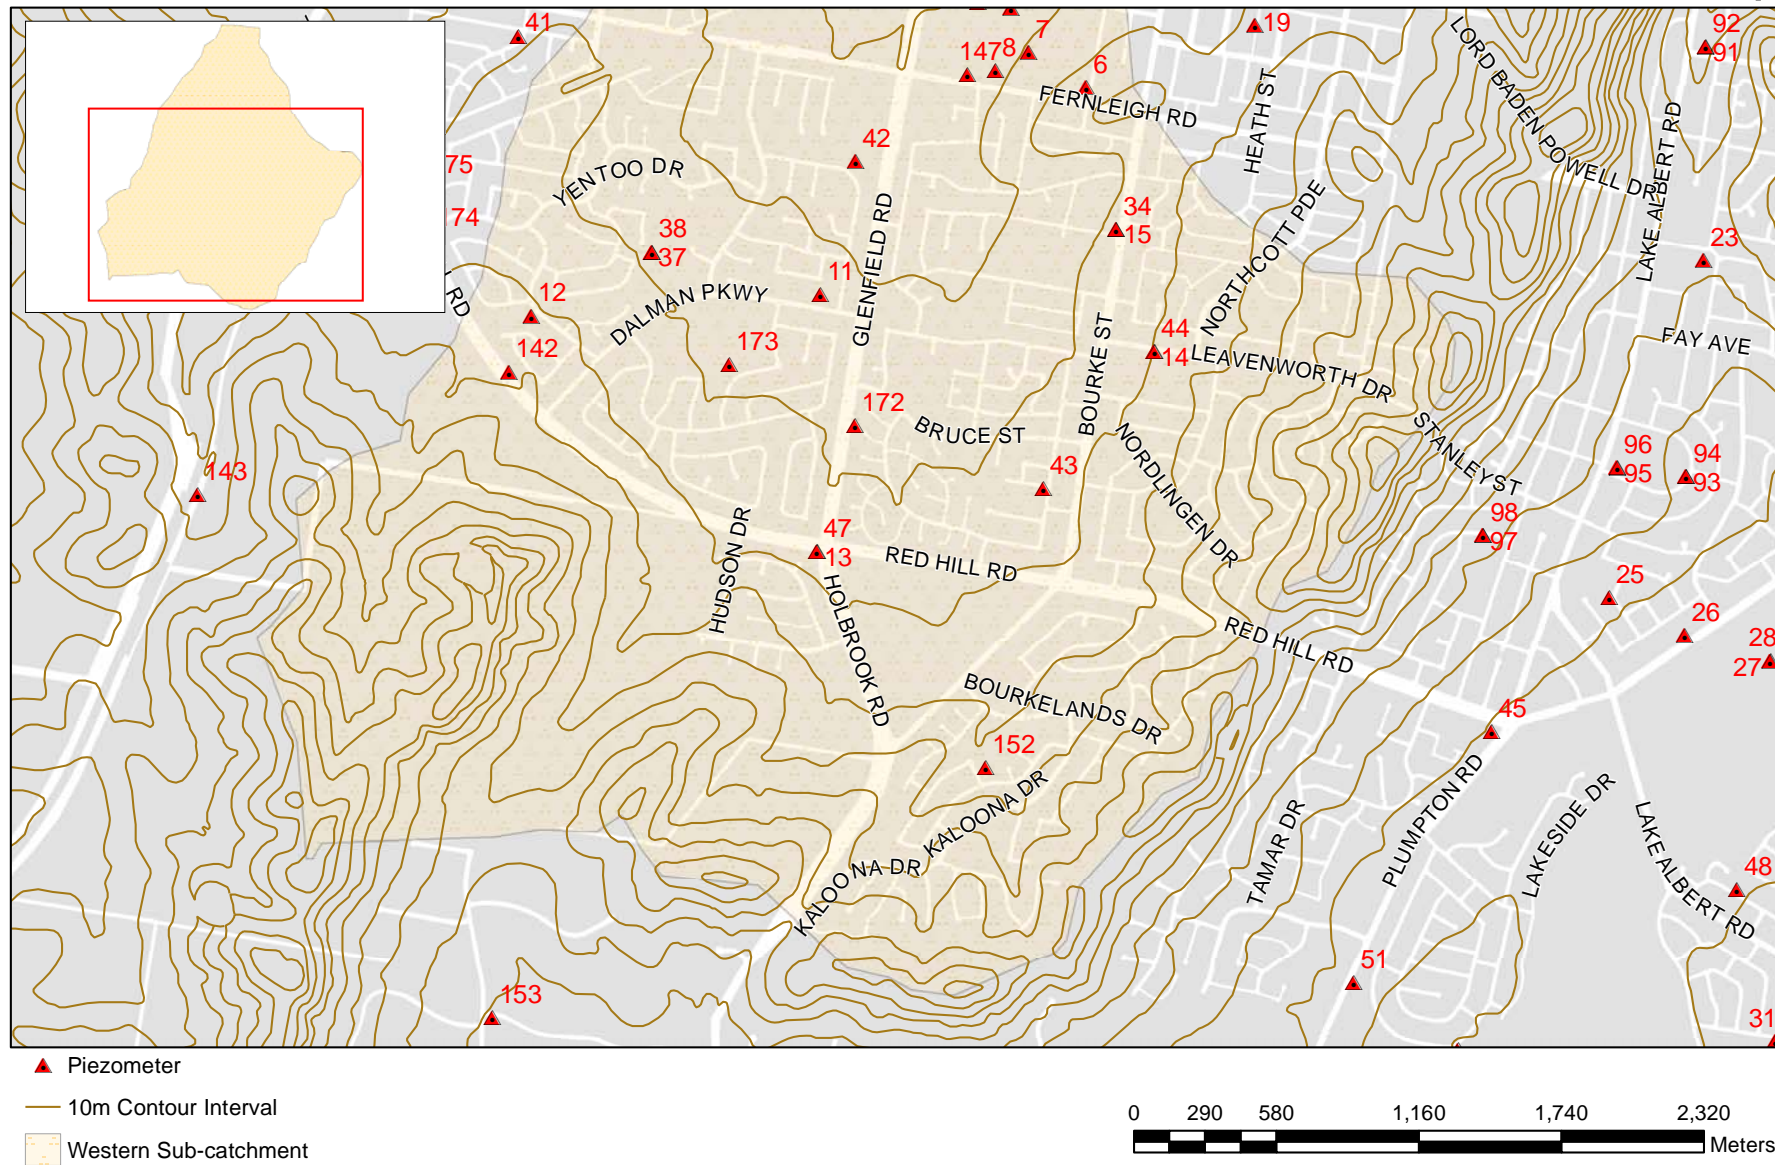 41
7
147
8
6
19
92
91
FERNLEIGH RD
HEATH ST
LORD BADEN POWELL DR
LAKE ALBERT RD
42
75
YENTOO DR
174
38
37
34
15
NORTHCOTT PDE
23
GLENFIELD RD
11
RD
12
DALMAN PKWY
44
14
LEAVENWORTH DR
FAY AVE
142
173
BOURKE ST
172
BRUCE ST
STANLEY ST
143
43
NORDLINGEN DR
96
95
94
93
98
97
47
13
HUDSON DR
RED HILL RD
HOLBROOK RD
25
26
28
27
RED HILL RD
BOURKELANDS DR
45
152
KALOONA DR
KALOONA DR
TAMAR DR
PLUMPTON RD
LAKESIDE DR
LAKE ALBERT RD
48
51
153
31
Piezometer
10m Contour Interval
Western Sub-catchment
0 290 580 1,160 1,740 2,320
Meters